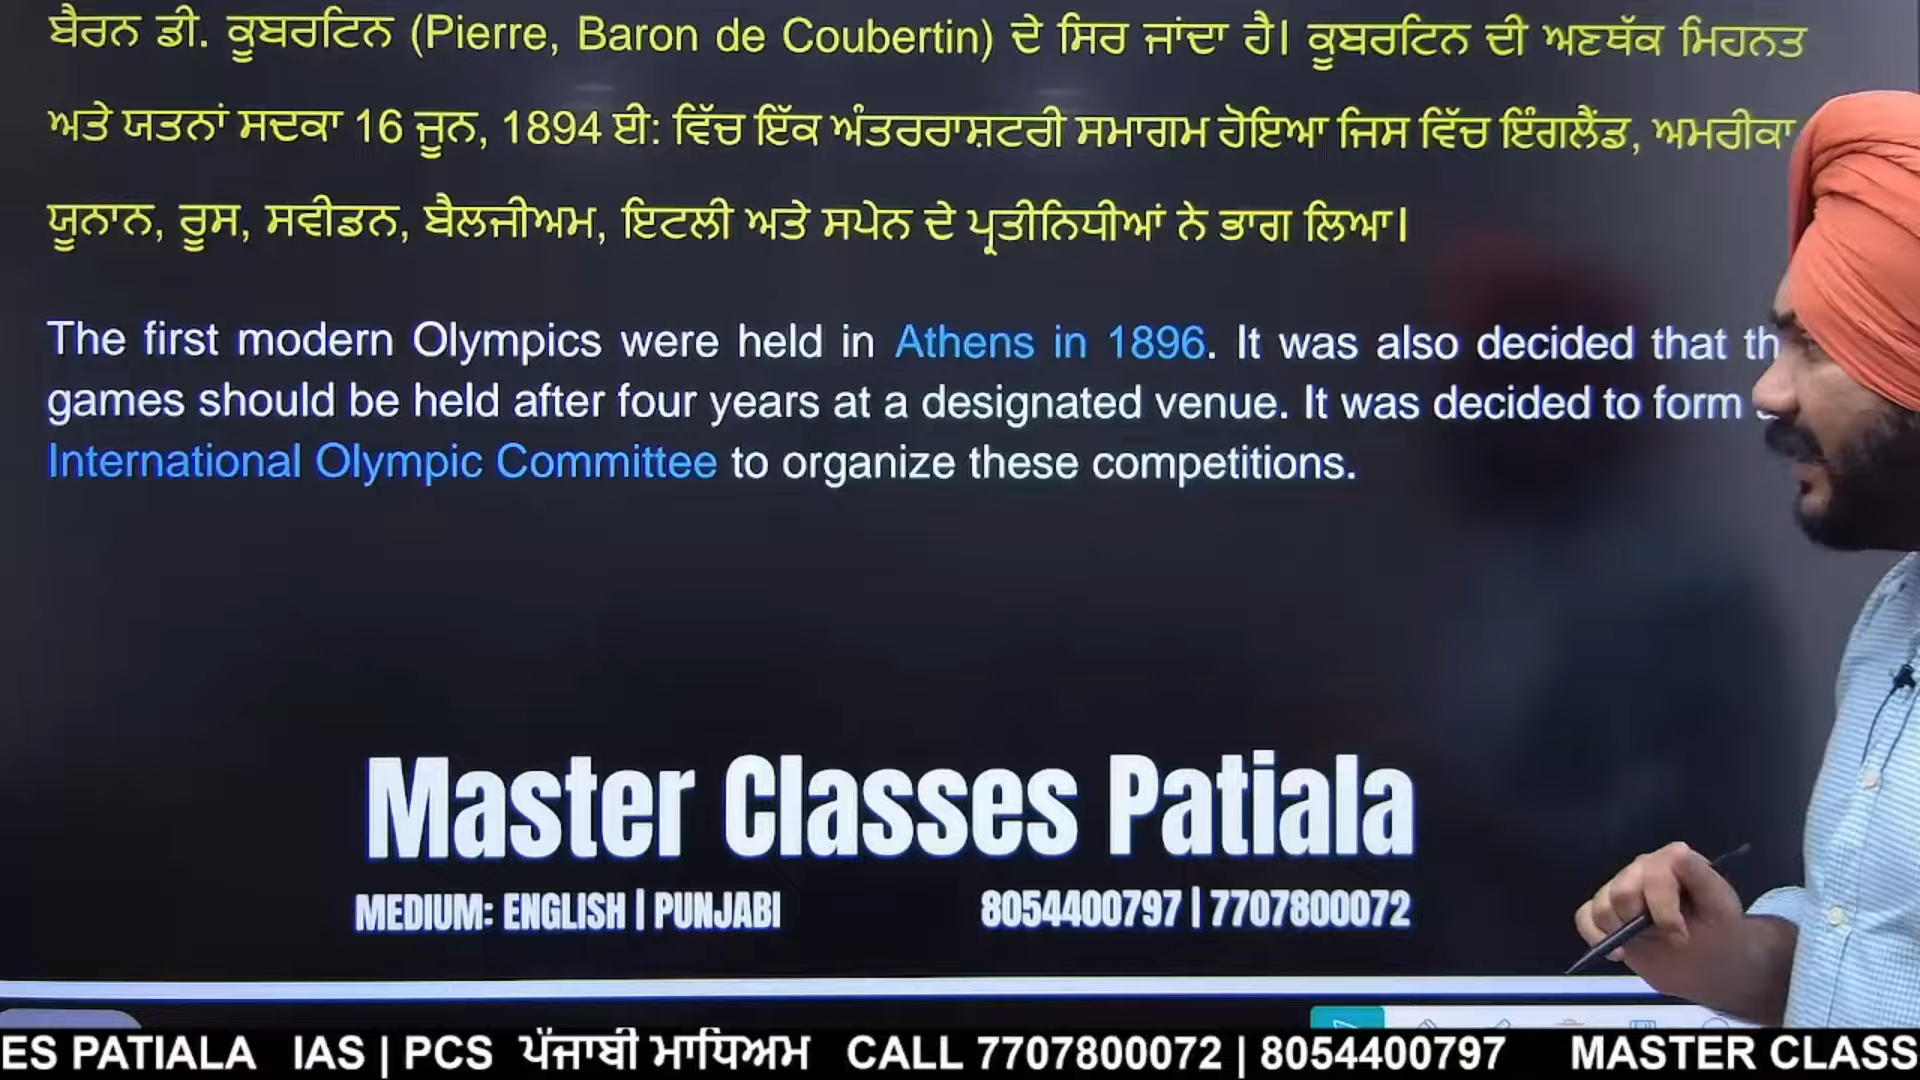 ਬੈਰਨ ਡੀ. ਕੂਬਰਟਿਨ (Pierre, Baron de Coubertin) ਦੇ ਸਿਰ ਜਾਂਦਾ ਹੈ। ਕੂਬਰਟਿਨ ਦੀ ਅਣਥੱਕ ਮਿਹਨਤ
ਅਤੇ ਯਤਨਾਂ ਸਦਕਾ 16 ਜੂਨ, 1894 ਈ: ਵਿੱਚ ਇੱਕ ਅੰਤਰਰਾਸ਼ਟਰੀ ਸਮਾਗਮ ਹੋਇਆ ਜਿਸ ਵਿੱਚ ਇੰਗਲੈਂਡ, ਅਮਰੀਕਾ
ਯੂਨਾਨ, ਰੂਸ, ਸਵੀਡਨ, ਬੈਲਜੀਅਮ, ਇਟਲੀ ਅਤੇ ਸਪੇਨ ਦੇ ਪ੍ਰਤੀਨਿਧੀਆਂ ਨੇ ਭਾਗ ਲਿਆ।
The first modern Olympics were held in Athens in 1896. It was also decided that
games should be held after four years at a designated venue. It was decided to form
International Olympic Committee to organize these competitions.
Master Classes Patiala
MEDIUM: ENGLISH | PUNJABI 8054400797 | 7707800072
ES PATIALA IAS | PCS ਪੰਜਾਬੀ ਮਾਧਿਅਮ CALL 7707800072 | 8054400797 MASTER CLASS